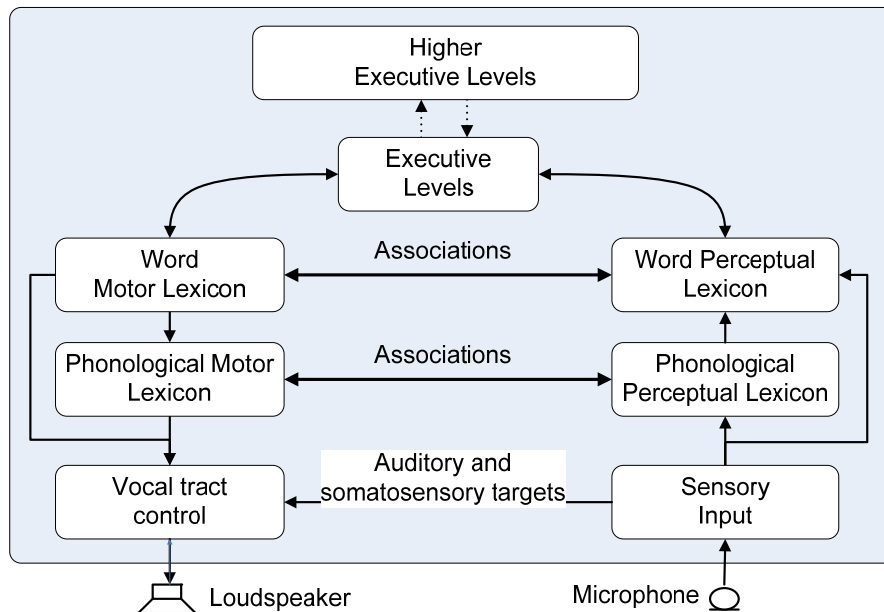 Higher
Executive Levels
Executive
Levels
Associations
Word
Motor Lexicon
Word Perceptual
Lexicon
Associations
Phonological Motor
Lexicon
Phonological
Perceptual Lexicon
Auditory and
somatosensory targets
Vocal tract
control
Sensory
Input
Loudspeaker
Microphone